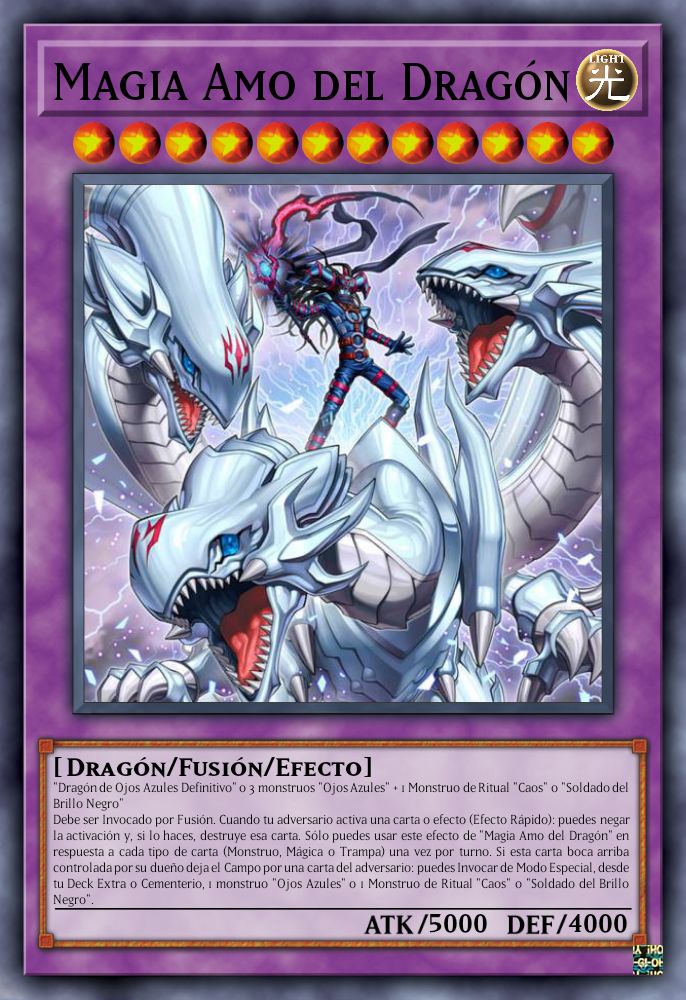 Magia Amo del Dragón
LIGHT
光
[Dragón/Fusión/Efecto]
"Dragón de Ojos Azules Definitivo" o 3 monstruos "Ojos Azules" + 1 Monstruo de Ritual "Caos" o "Soldado del
Brillo Negro"
Debe ser Invocado por Fusión. Cuando tu adversario activa una carta o efecto (Efecto Rápido): puedes negar
la activación y, si lo haces, destruye esa carta. Sólo puedes usar este efecto de "Magia Amo del Dragón" en
respuesta a cada tipo de carta (Monstruo, Mágica o Trampa) una vez por turno. Si esta carta boca arriba
controlada por su dueño deja el Campo por una carta del adversario: puedes Invocar de Modo Especial, desde
tu Deck Extra o Cementerio, 1 monstruo "Ojos Azules" o 1 Monstruo de Ritual "Caos" o "Soldado del Brillo
Negro".
ATK/5000 DEF/4000